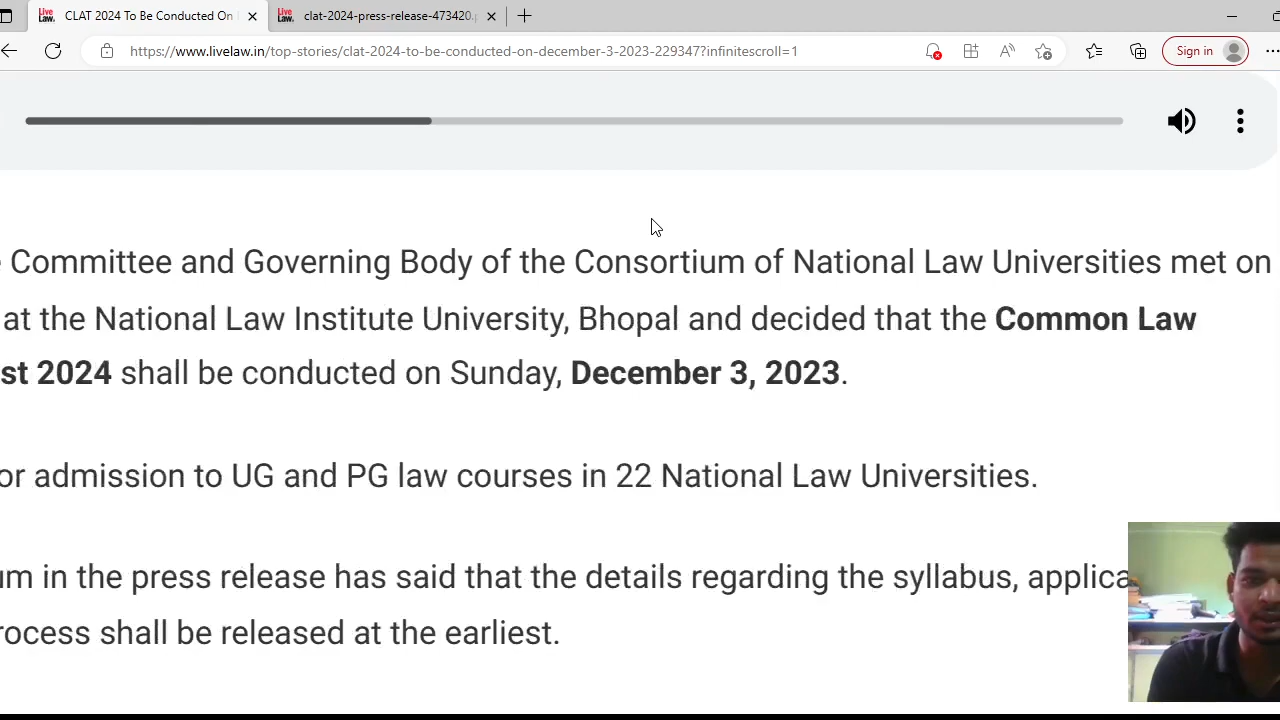 Live Law. CLAT 2024 To Be Conducted On
Live Law. clat-2024-press-release-473420.
https://www.livelaw.in/top-stories/clat-2024-to-be-conducted-on-december-3-2023-229347?infinitescroll=1
Sign in
Committee and Governing Body of the Consortium of National Law Universities met on
at the National Law Institute University, Bhopal and decided that the Common Law
st 2024 shall be conducted on Sunday, December 3, 2023.
or admission to UG and PG law courses in 22 National Law Universities.
um in the press release has said that the details regarding the syllabus, applica
rocess shall be released at the earliest.